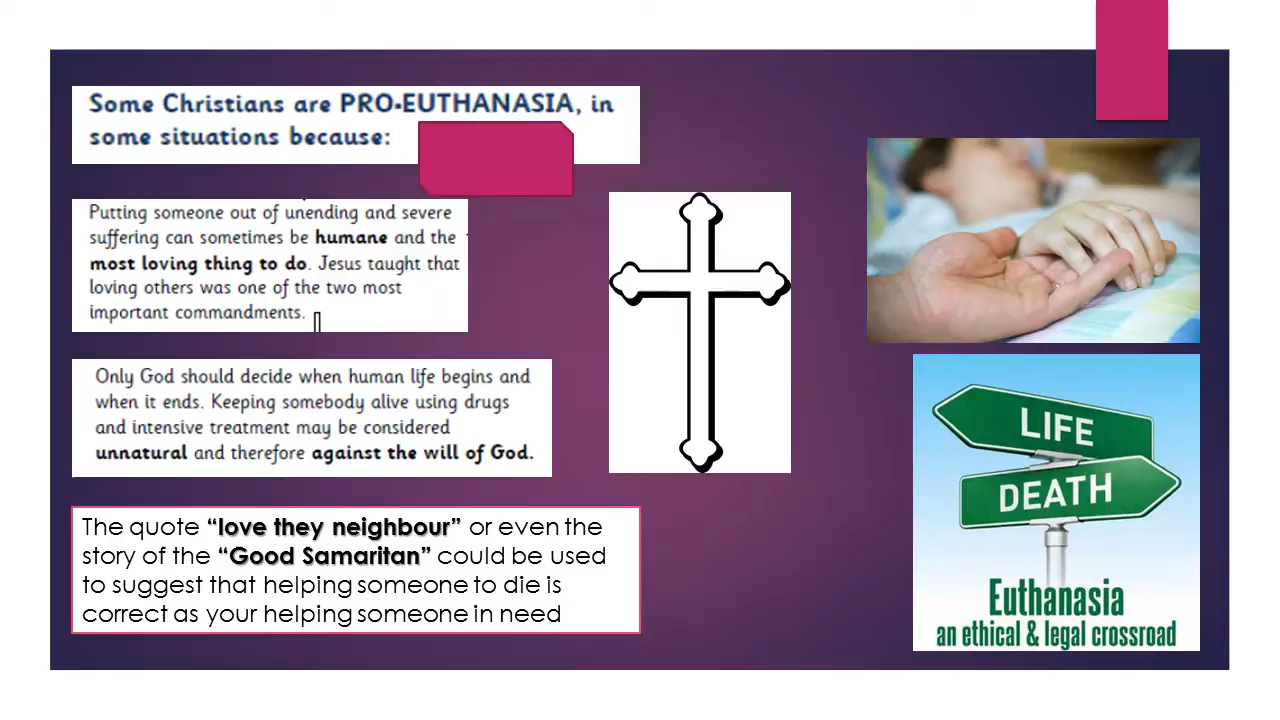 Some Christians are PRO-EUTHANASIA, in
some situations because:
Putting someone out of unending and severe
suffering can sometimes be humane and the
most loving thing to do. Jesus taught that
loving others was one of the two most
important commandments.
Only God should decide when human life begins and
when it ends. Keeping somebody alive using drugs
and intensive treatment may be considered
unnatural and therefore against the will of God.
The quote “love they neighbour” or even the
story of the “Good Samaritan” could be used
to suggest that helping someone to die is
correct as your helping someone in need
LIFE
DEATH
Euthanasia
an ethical & legal crossroad